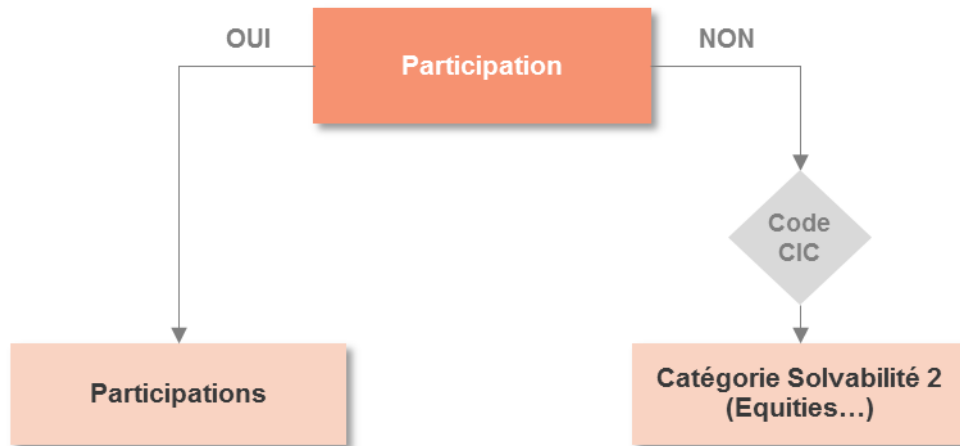 OUI
Participation
NON
Code
CIC
Participations
Catégorie Solvabilité 2
(Equities…)